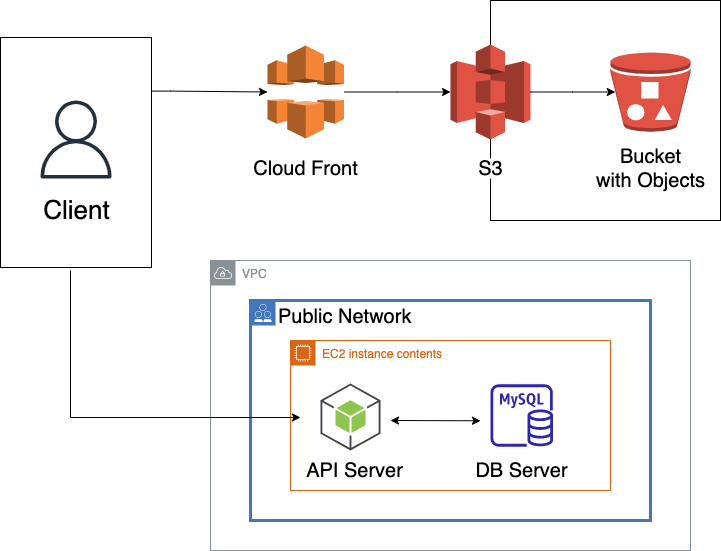 Client
Cloud Front
S3
Bucket
with Objects
VPC
Public Network
EC2 instance contents
MySQL
API Server
DB Server